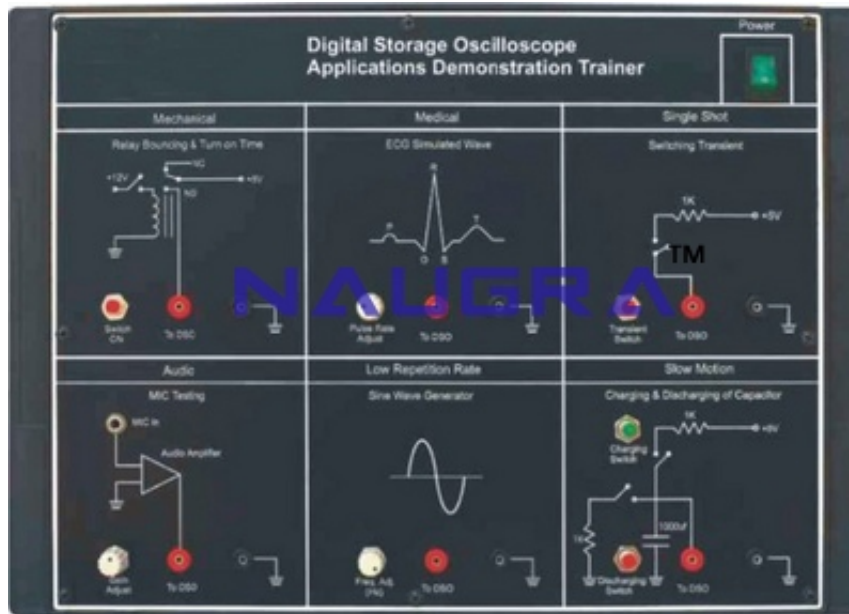 Digital Storage Oscilloscope
Applications Demonstration Trainer
Power
Mechanical
Medical
Single Shot
Relay Bouncing & Turn on Time
ECG Simulated Wave
Switching Transient
NC
+12V
+5V
NO
R
P
T
Q S
1K
+5V
TM
NAUGRA
Switch
ON
To DSO
Pulse Rate
Adjust
To DSO
Transient
Switch
To DSO
Audio
Low Repetition Rate
Slow Motion
MIC Testing
Sine Wave Generator
Charging & Discharging of Capacitor
MIC In
Audio Amplifier
1K
Charging
Switch
1K
1000uf
Gain
Adjust
To DSO
Freq. Adj.
To DSO
Discharging
Switch
To DSO